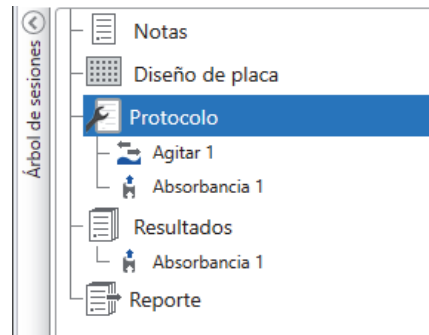 Árbol de sesiones
Notas
Diseño de placa
Protocolo
Agitar 1
Absorbancia 1
Resultados
Absorbancia 1
Reporte